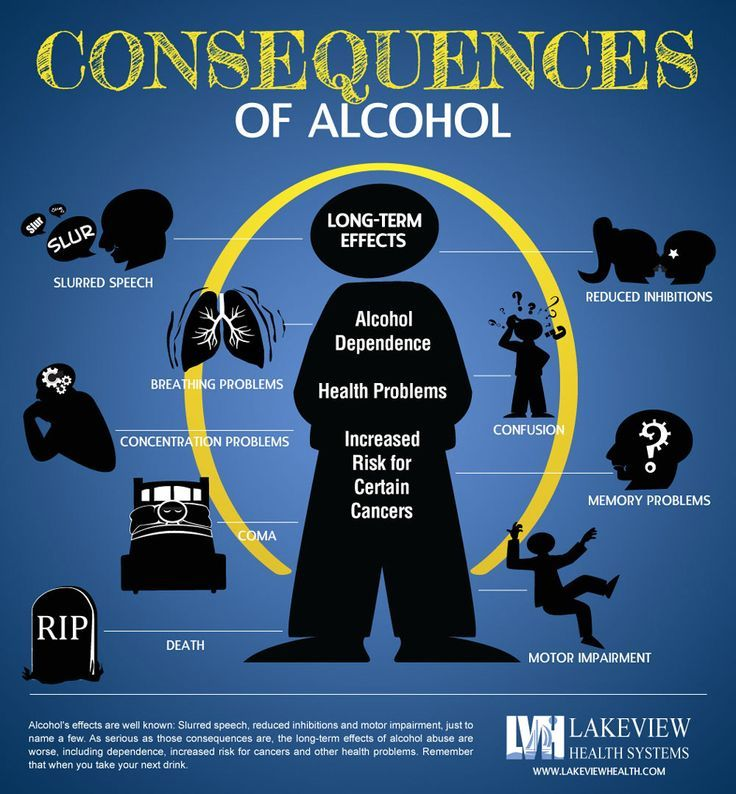 CONSEQUENCES
OF ALCOHOL
LONG-TERM
EFFECTS
Slur
SLUR
SLURRED SPEECH
REDUCED INHIBITIONS
Alcohol
Dependence
BREATHING PROBLEMS
Health Problems
CONFUSION
CONCENTRATION PROBLEMS
Increased
Risk for
Certain
Cancers
MEMORY PROBLEMS
COMA
RIP
DEATH
MOTOR IMPAIRMENT
Alcohol's effects are well known: Slurred speech, reduced inhibitions and motor impairment, just to
name a few. As serious as those consequences are, the long-term effects of alcohol abuse are
worse, including dependence, increased risk for cancers and other health problems. Remember
that when you take your next drink.
LVH LAKEVIEW
HEALTH SYSTEMS
WWW.LAKEVIEWHEALTH.COM